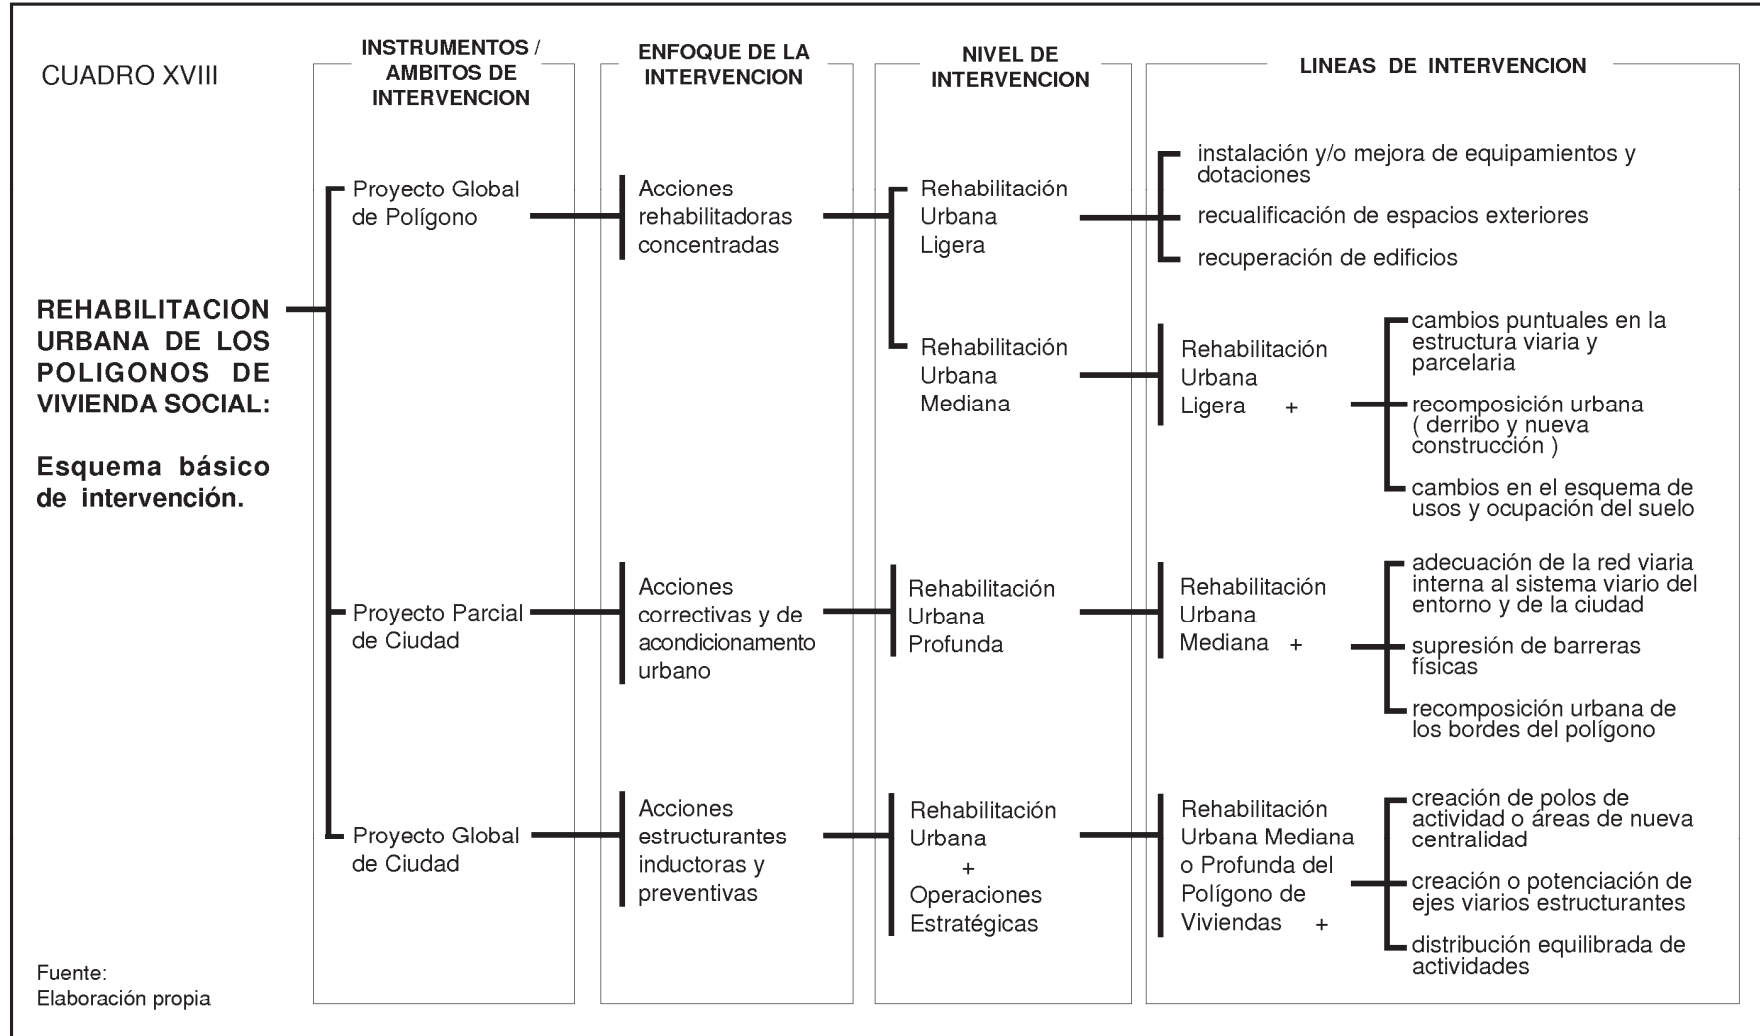 CUADRO XVIII
INSTRUMENTOS /
AMBITOS DE
INTERVENCION
ENFOQUE DE LA
INTERVENCION
NIVEL DE
INTERVENCION
LINEAS DE INTERVENCION
REHABILITACION
URBANA DE LOS
POLIGONOS DE
VIVIENDA SOCIAL:
Esquema básico
de intervención.
Proyecto Global
de Polígono
Acciones
rehabilitadoras
concentradas
Rehabilitación
Urbana
Ligera
instalación y/o mejora de equipamientos y
dotaciones
recualificación de espacios exteriores
recuperación de edificios
Rehabilitación
Urbana
Mediana
Rehabilitación
Urbana
Ligera +
cambios puntuales en la
estructura viaria y
parcelaria
recomposición urbana
( derribo y nueva
construcción )
cambios en el esquema de
usos y ocupación del suelo
Proyecto Parcial
de Ciudad
Acciones
correctivas y de
acondicionamento
urbano
Rehabilitación
Urbana
Profunda
Rehabilitación
Urbana
Mediana +
adecuación de la red viaria
interna al sistema viario del
entorno y de la ciudad
supresión de barreras
físicas
recomposición urbana de
los bordes del polígono
Proyecto Global
de Ciudad
Acciones
estructurantes
inductoras y
preventivas
Rehabilitación
Urbana
+
Operaciones
Estratégicas
Rehabilitación
Urbana Mediana
o Profunda del
Polígono de
Viviendas +
creación de polos de
actividad o áreas de nueva
centralidad
creación o potenciación de
ejes viarios estructurantes
distribución equilibrada de
actividades
Fuente:
Elaboración propia